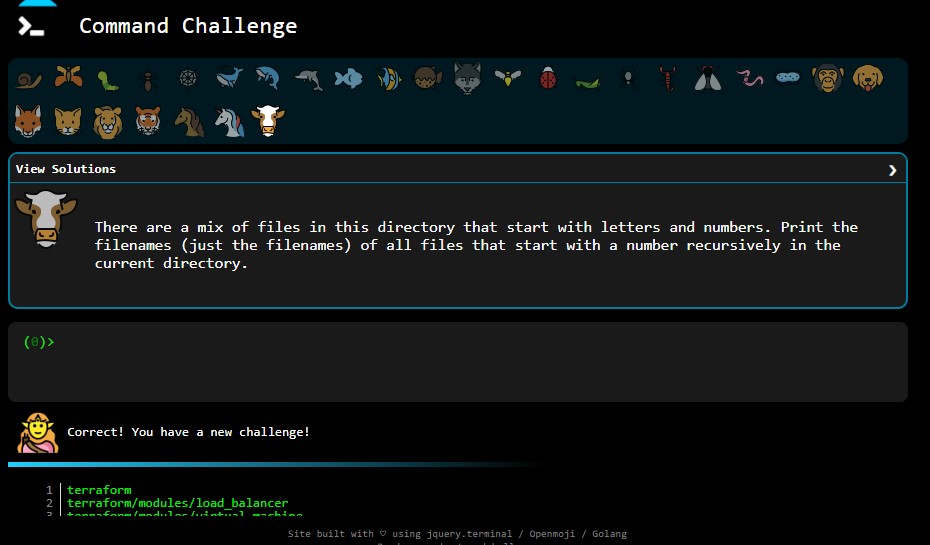 Command Challenge
View Solutions
There are a mix of files in this directory that start with letters and numbers. Print the
filenames (just the filenames) of all files that start with a number recursively in the
current directory.
(0)>
Correct! You have a new challenge!
1 terraform
2 terraform/modules/load_balancer
3 terraform/modules/virtual_machine
Site built with ♡ using jquery.terminal / Openmoji / Golang